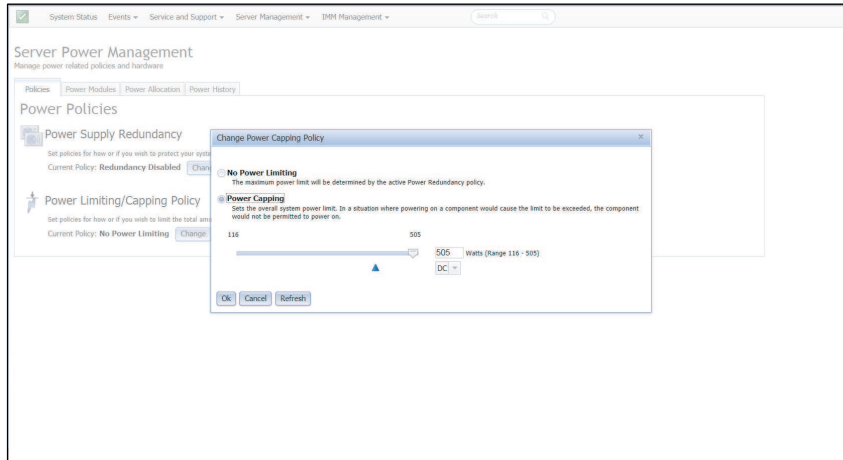 System Status Events Service and Support Server Management IMM Management Search
Server Power Management
Manage power related policies and hardware
Policies Power Modules Power Allocation Power History
Power Policies
Power Supply Redundancy
Set policies for how or if you wish to protect your syste
Current Policy: Redundancy Disabled Chan
Power Limiting/Capping Policy
Set policies for how or if you wish to limit the total amo
Current Policy: No Power Limiting Change
Change Power Capping Policy x
No Power Limiting
The maximum power limit will be determined by the active Power Redundancy policy.
Power Capping
Sets the overall system power limit. In a situation where powering on a component would cause the limit to be exceeded, the component
would not be permitted to power on.
116 505
505 Watts (Range 116 - 505)
DC
Ok Cancel Refresh